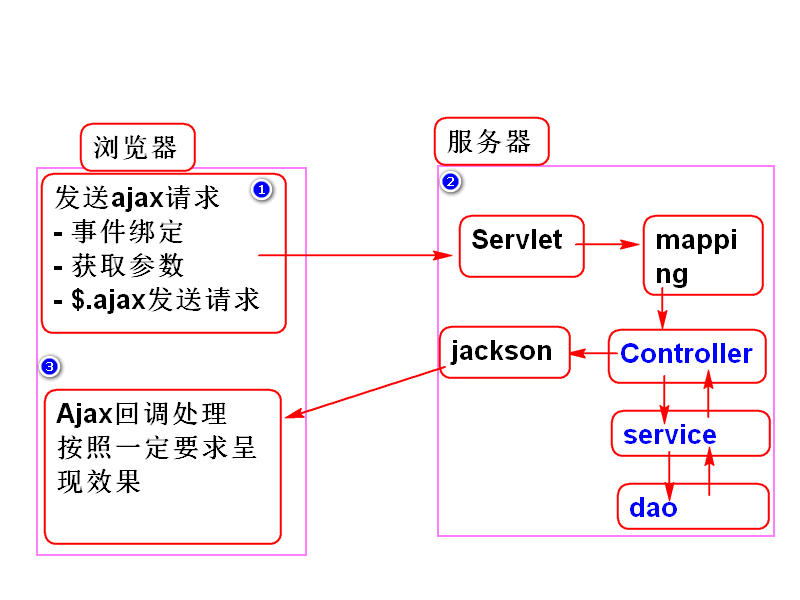 浏览器
①
发送ajax请求
- 事件绑定
- 获取参数
- $.ajax发送请求
③
Ajax回调处理
按照一定要求呈
现效果
服务器
②
Servlet
mappi
ng
Controller
jackson
service
dao